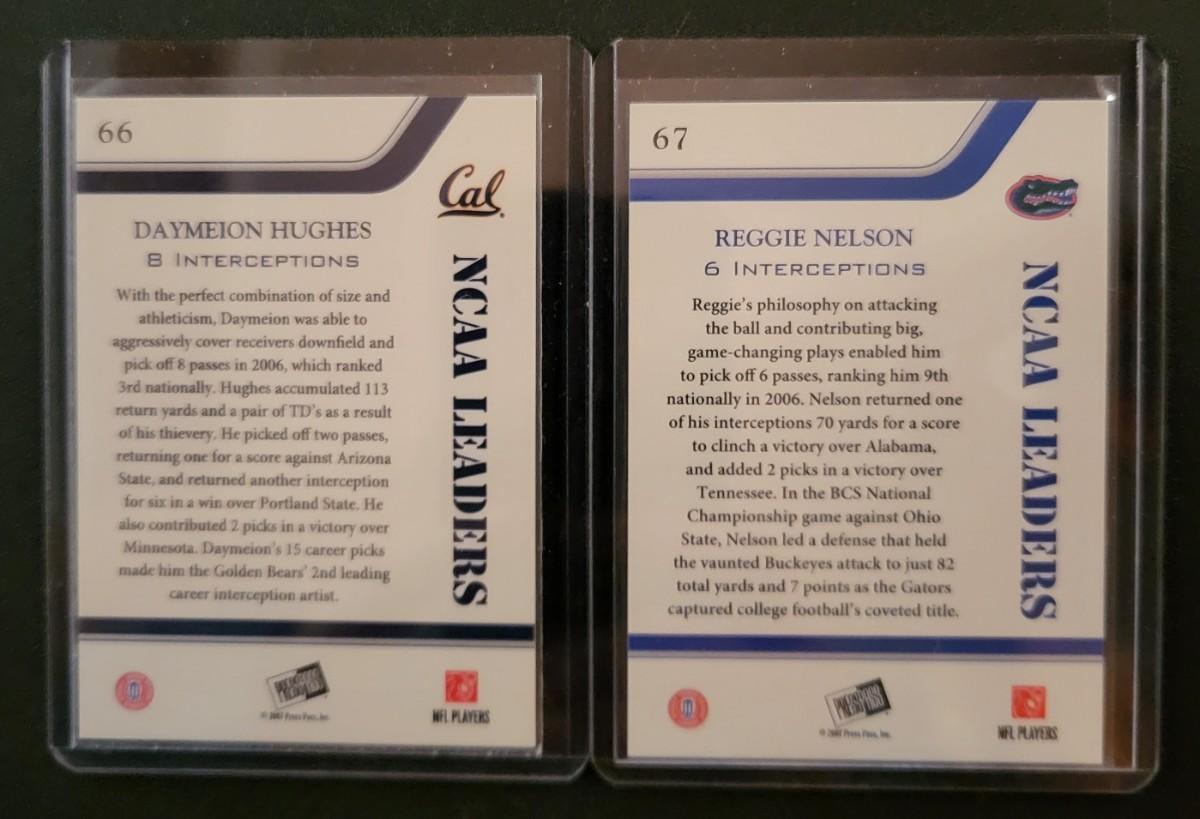 66
Cal
DAYMEION HUGHES
8 INTERCEPTIONS
With the perfect combination of size and
athleticism, Daymeion was able to
aggressively cover receivers downfield and
pick off 8 passes in 2006, which ranked
3rd nationally. Hughes accumulated 113
return yards and a pair of TD's as a result
of his thievery. He picked off two passes,
returning one for a score against Arizona
State, and returned another interception
for six in a win over Portland State. He
also contributed 2 picks in a victory over
Minnesota. Daymeion's 15 career picks
made him the Golden Bears' 2nd leading
career interception artist.
NCAA LEADERS
© 2007 Press Pass, Inc.
NFL PLAYERS
67
REGGIE NELSON
6 INTERCEPTIONS
Reggie's philosophy on attacking
the ball and contributing big,
game-changing plays enabled him
to pick off 6 passes, ranking him 9th
nationally in 2006. Nelson returned one
of his interceptions 70 yards for a score
to clinch a victory over Alabama,
and added 2 picks in a victory over
Tennessee. In the BCS National
Championship game against Ohio
State, Nelson led a defense that held
the vaunted Buckeyes attack to just 82
total yards and 7 points as the Gators
captured college football's coveted title.
NCAA LEADERS
© 2007 Press Pass, Inc.
NFL PLAYERS